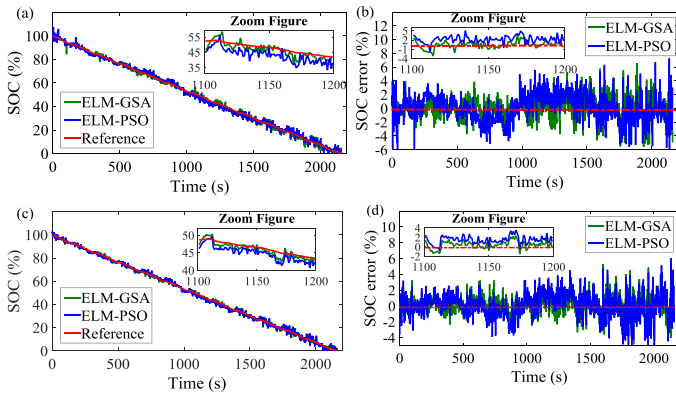 (a)
Zoom Figure
55
45
35
1100
1150
1200
100
80
60
40
20
0
SOC (%)
ELM-GSA
ELM-PSO
Reference
0
500
1000
1500
2000
Time (s)
(b)
Zoom Figure
5
1
-4
1100
1150
1200
ELM-GSA
ELM-PSO
12
10
8
6
4
2
0
-2
-4
-6
SOC error (%)
0
500
1000
1500
2000
Time (s)
(c)
Zoom Figure
50
45
40
1100
1150
1200
100
80
60
40
20
0
SOC (%)
ELM-GSA
ELM-PSO
Reference
0
500
1000
1500
2000
Time (s)
(d)
Zoom Figure
4
2
0
-2
1100
1150
1200
ELM-GSA
ELM-PSO
10
8
6
4
2
0
-2
-4
SOC error (%)
0
500
1000
1500
2000
Time (s)